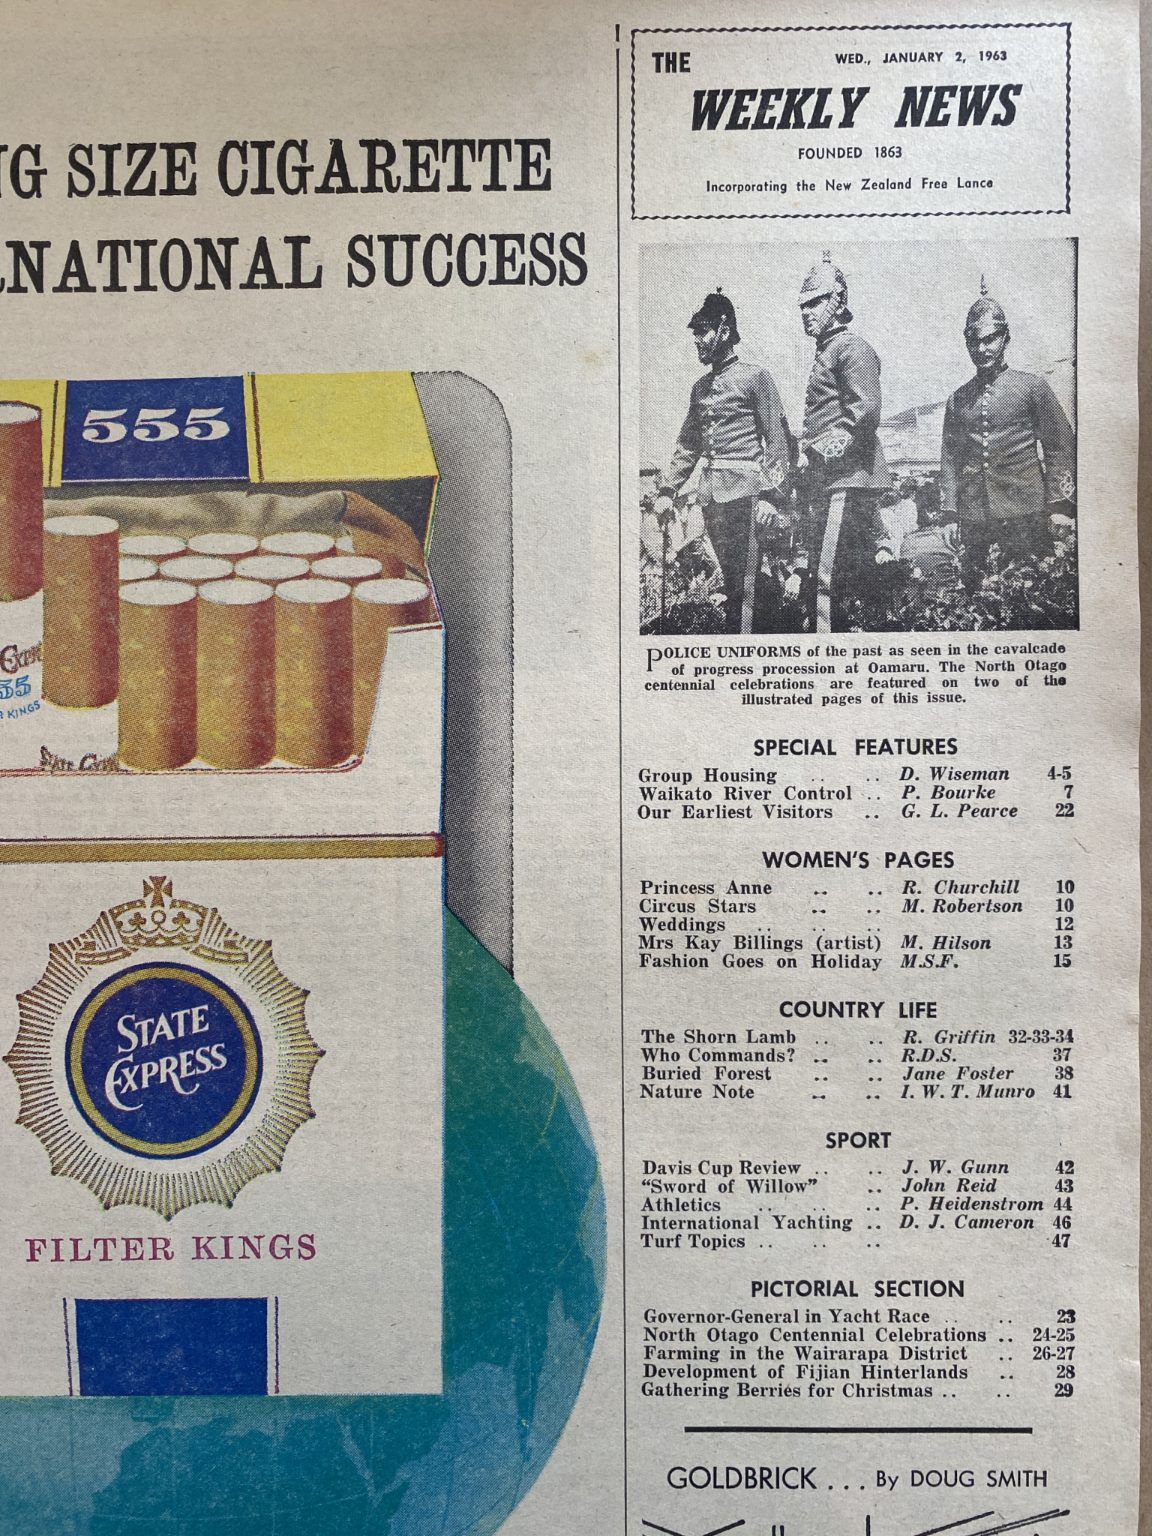 NG SIZE CIGARETTE
RNATIONAL SUCCESS
555
555
KINGS
STATE
EXPRESS
FILTER KINGS
THE
WED., JANUARY 2, 1963
WEEKLY NEWS
FOUNDED 1863
Incorporating the New Zealand Free Lance
POLICE UNIFORMS of the past as seen in the cavalcade
of progress procession at Oamaru. The North Otago
centennial celebrations are featured on two of the
illustrated pages of this issue.
SPECIAL FEATURES
Group Housing .. .. D. Wiseman 4-5
Waikato River Control .. P. Bourke 7
Our Earliest Visitors .. G. L. Pearce 22
WOMEN'S PAGES
Princess Anne .. .. R. Churchill 10
Circus Stars .. .. M. Robertson 10
Weddings .. .. .. 12
Mrs Kay Billings (artist) M. Hilson 13
Fashion Goes on Holiday M.S.F. 15
COUNTRY LIFE
The Shorn Lamb .. .. R. Griffin 32-33-34
Who Commands? .. .. R.D.S. 37
Buried Forest .. .. Jane Foster 38
Nature Note .. .. I. W. T. Munro 41
SPORT
Davis Cup Review .. .. J. W. Gunn 42
“Sword of Willow” .. John Reid 43
Athletics .. .. .. P. Heidenstrom 44
International Yachting .. D. J. Cameron 46
Turf Topics .. .. .. 47
PICTORIAL SECTION
Governor-General in Yacht Race .. .. 23
North Otago Centennial Celebrations .. 24-25
Farming in the Wairarapa District .. 26-27
Development of Fijian Hinterlands .. 28
Gathering Berries for Christmas .. .. 29
GOLDBRICK . . . By DOUG SMITH